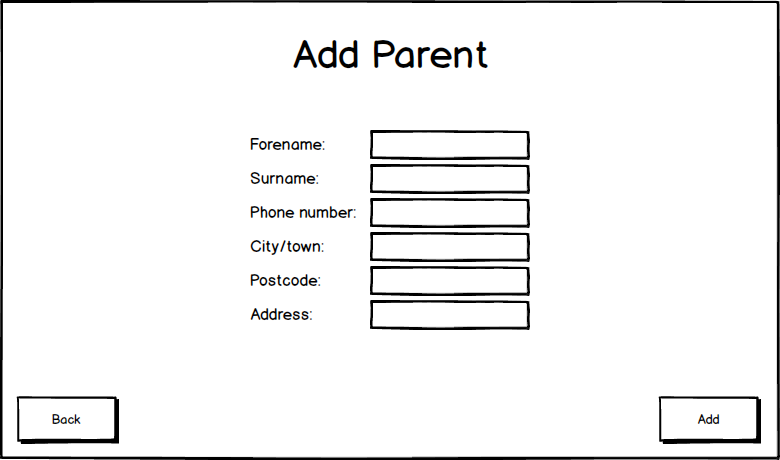 Add Parent
Forename:
Surname:
Phone number:
City/town:
Postcode:
Address:
Back
Add